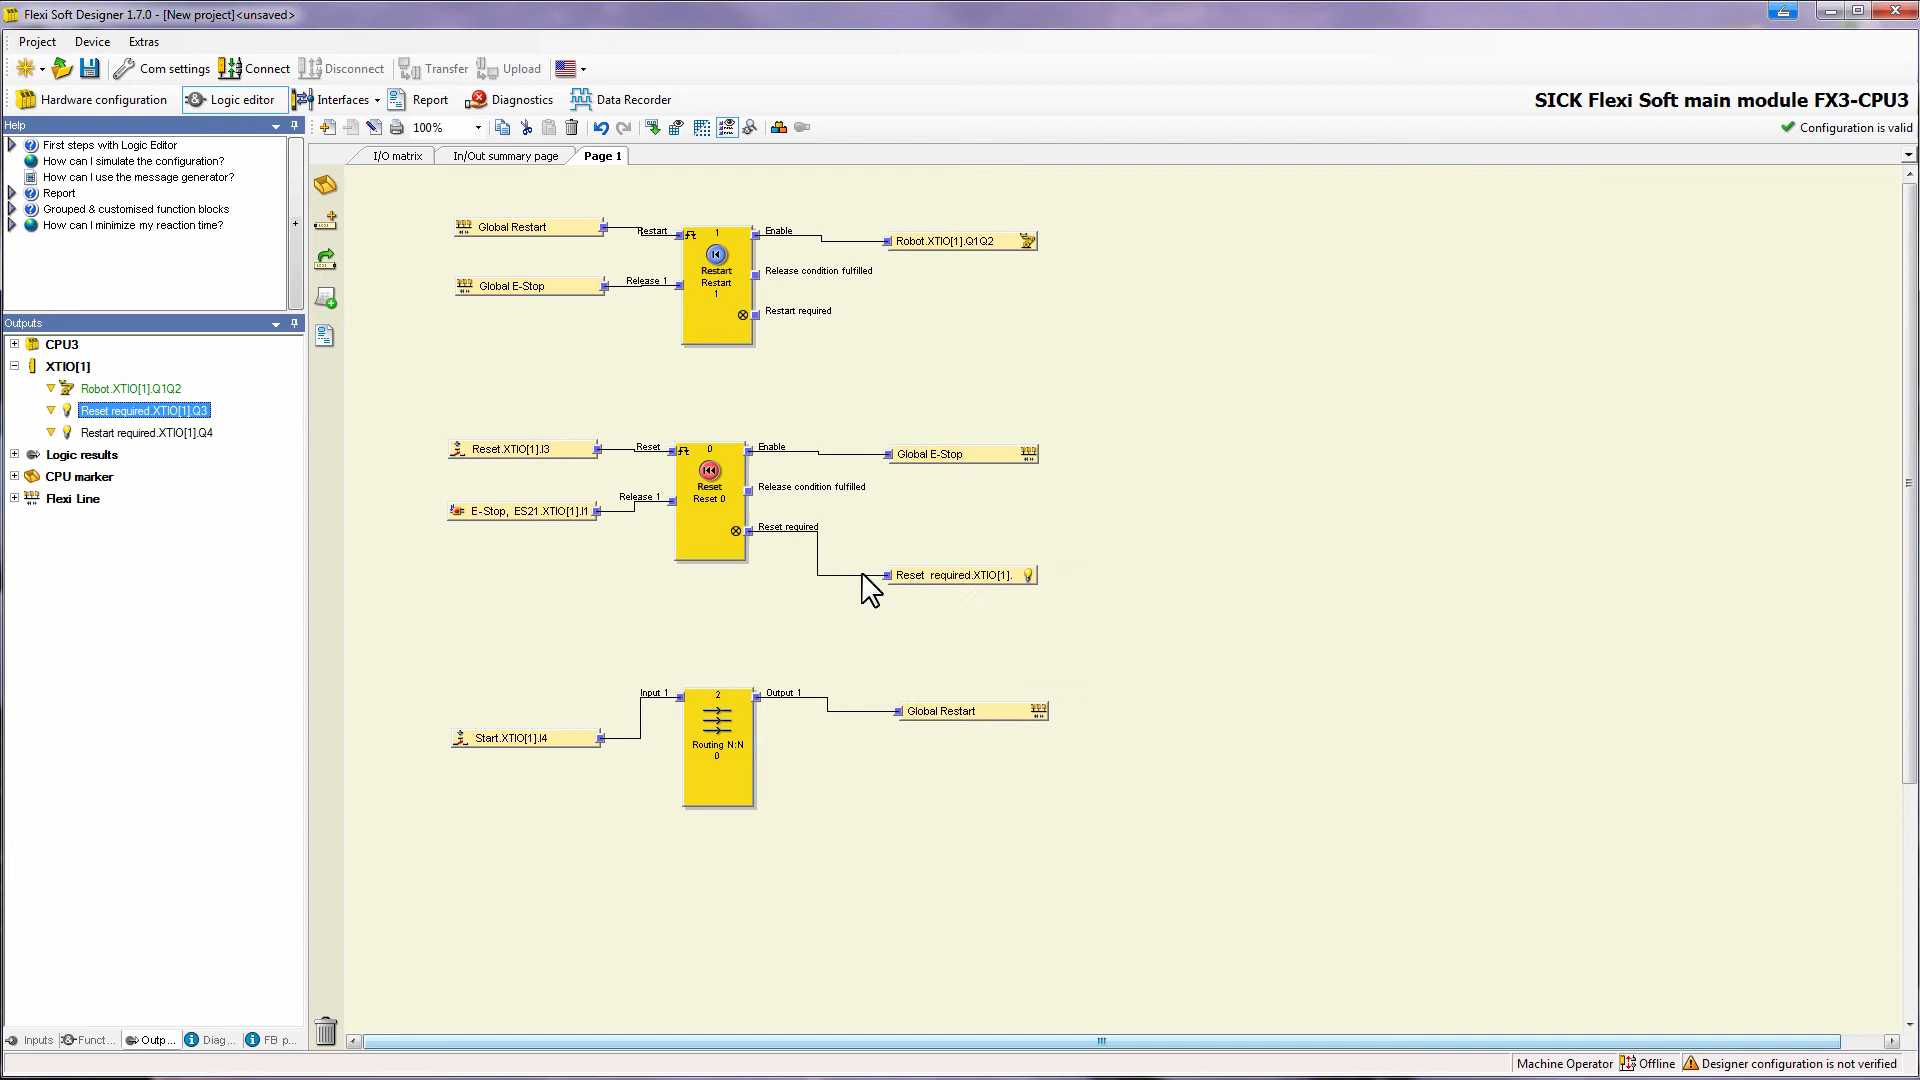 Flexi Soft Designer 1.7.0 - [New project]<unsaved>
Project Device Extras
Com settings Connect Disconnect Transfer Upload
Hardware configuration Logic editor Interfaces Report Diagnostics Data Recorder
SICK Flexi Soft main module FX3-CPU3
Help
100%
Configuration is valid
First steps with Logic Editor
How can I simulate the configuration?
How can I use the message generator?
Report
Grouped & customised function blocks
How can I minimize my reaction time?
I/O matrix In/Out summary page Page 1
Outputs
CPU3
XTIO[1]
Robot.XTIO[1].Q1Q2
Reset required.XTIO[1].Q3
Restart required.XTIO[1].Q4
Logic results
CPU marker
Flexi Line
Global Restart
Restart
1
Enable
Robot.XTIO[1].Q1Q2
Global E-Stop
Release 1
Restart
Restart
1
Release condition fulfilled
Restart required
Reset.XTIO[1].I3
Reset
0
Enable
Global E-Stop
E-Stop, ES21.XTIO[1].I1
Release 1
Reset
Reset 0
Release condition fulfilled
Reset required
Reset required.XTIO[1].
Start.XTIO[1].I4
Input 1
2
Output 1
Global Restart
Routing N:N
0
Inputs Funct... Outp... Diag... FB p...
Machine Operator Offline Designer configuration is not verified